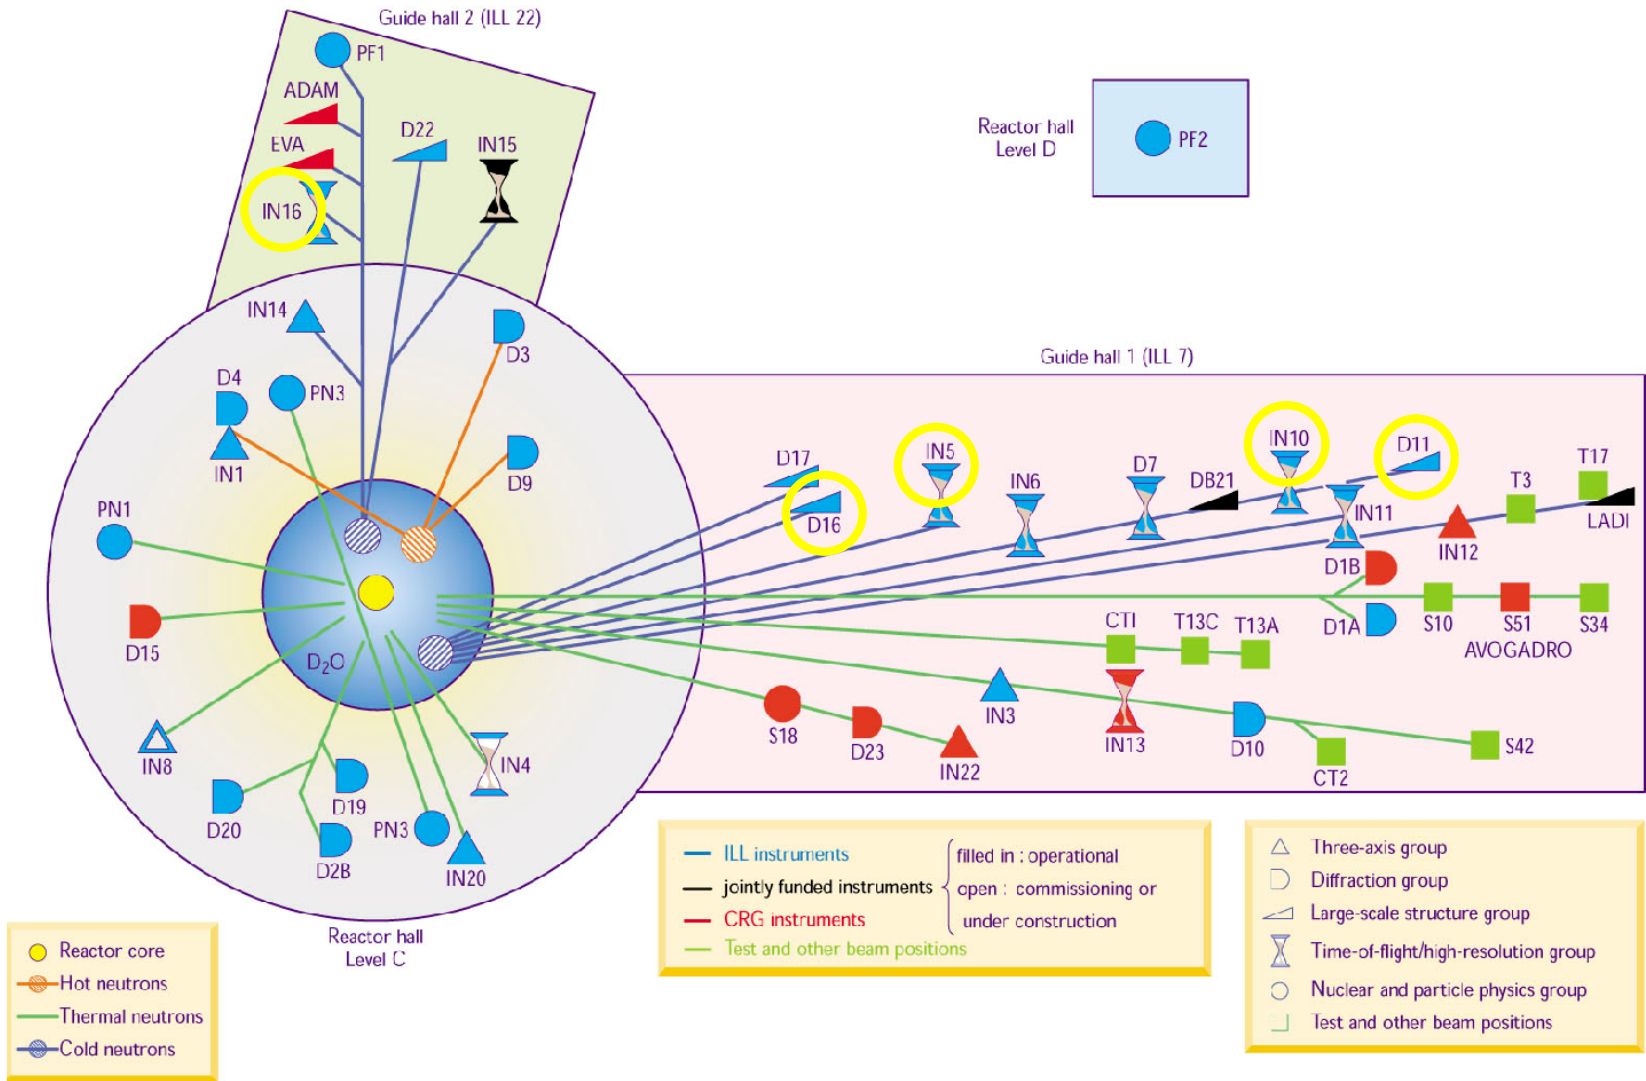 Guide hall 2 (ILL 22)
PF1
ADAM
D22
IN15
EVA
IN16
Reactor hall
Level D
PF2
IN14
D3
D4
PN3
IN1
D9
PN1
D15
D₂O
IN8
IN4
D20
D19
D2B
PN3
IN20
Reactor hall
Level C
Guide hall 1 (ILL 7)
D17
D16
IN5
IN6
D7
DB21
IN10
D11
IN11
T3
T17
IN12
LADI
D1B
D1A
S10
S51
S34
AVOGADRO
CTI
T13C
T13A
IN3
IN13
D10
CT2
S42
S18
D23
IN22
Reactor core
Hot neutrons
Thermal neutrons
Cold neutrons
ILL instruments
jointly funded instruments
CRG instruments
Test and other beam positions
filled in : operational
open : commissioning or
under construction
Three-axis group
Diffraction group
Large-scale structure group
Time-of-flight/high-resolution group
Nuclear and particle physics group
Test and other beam positions